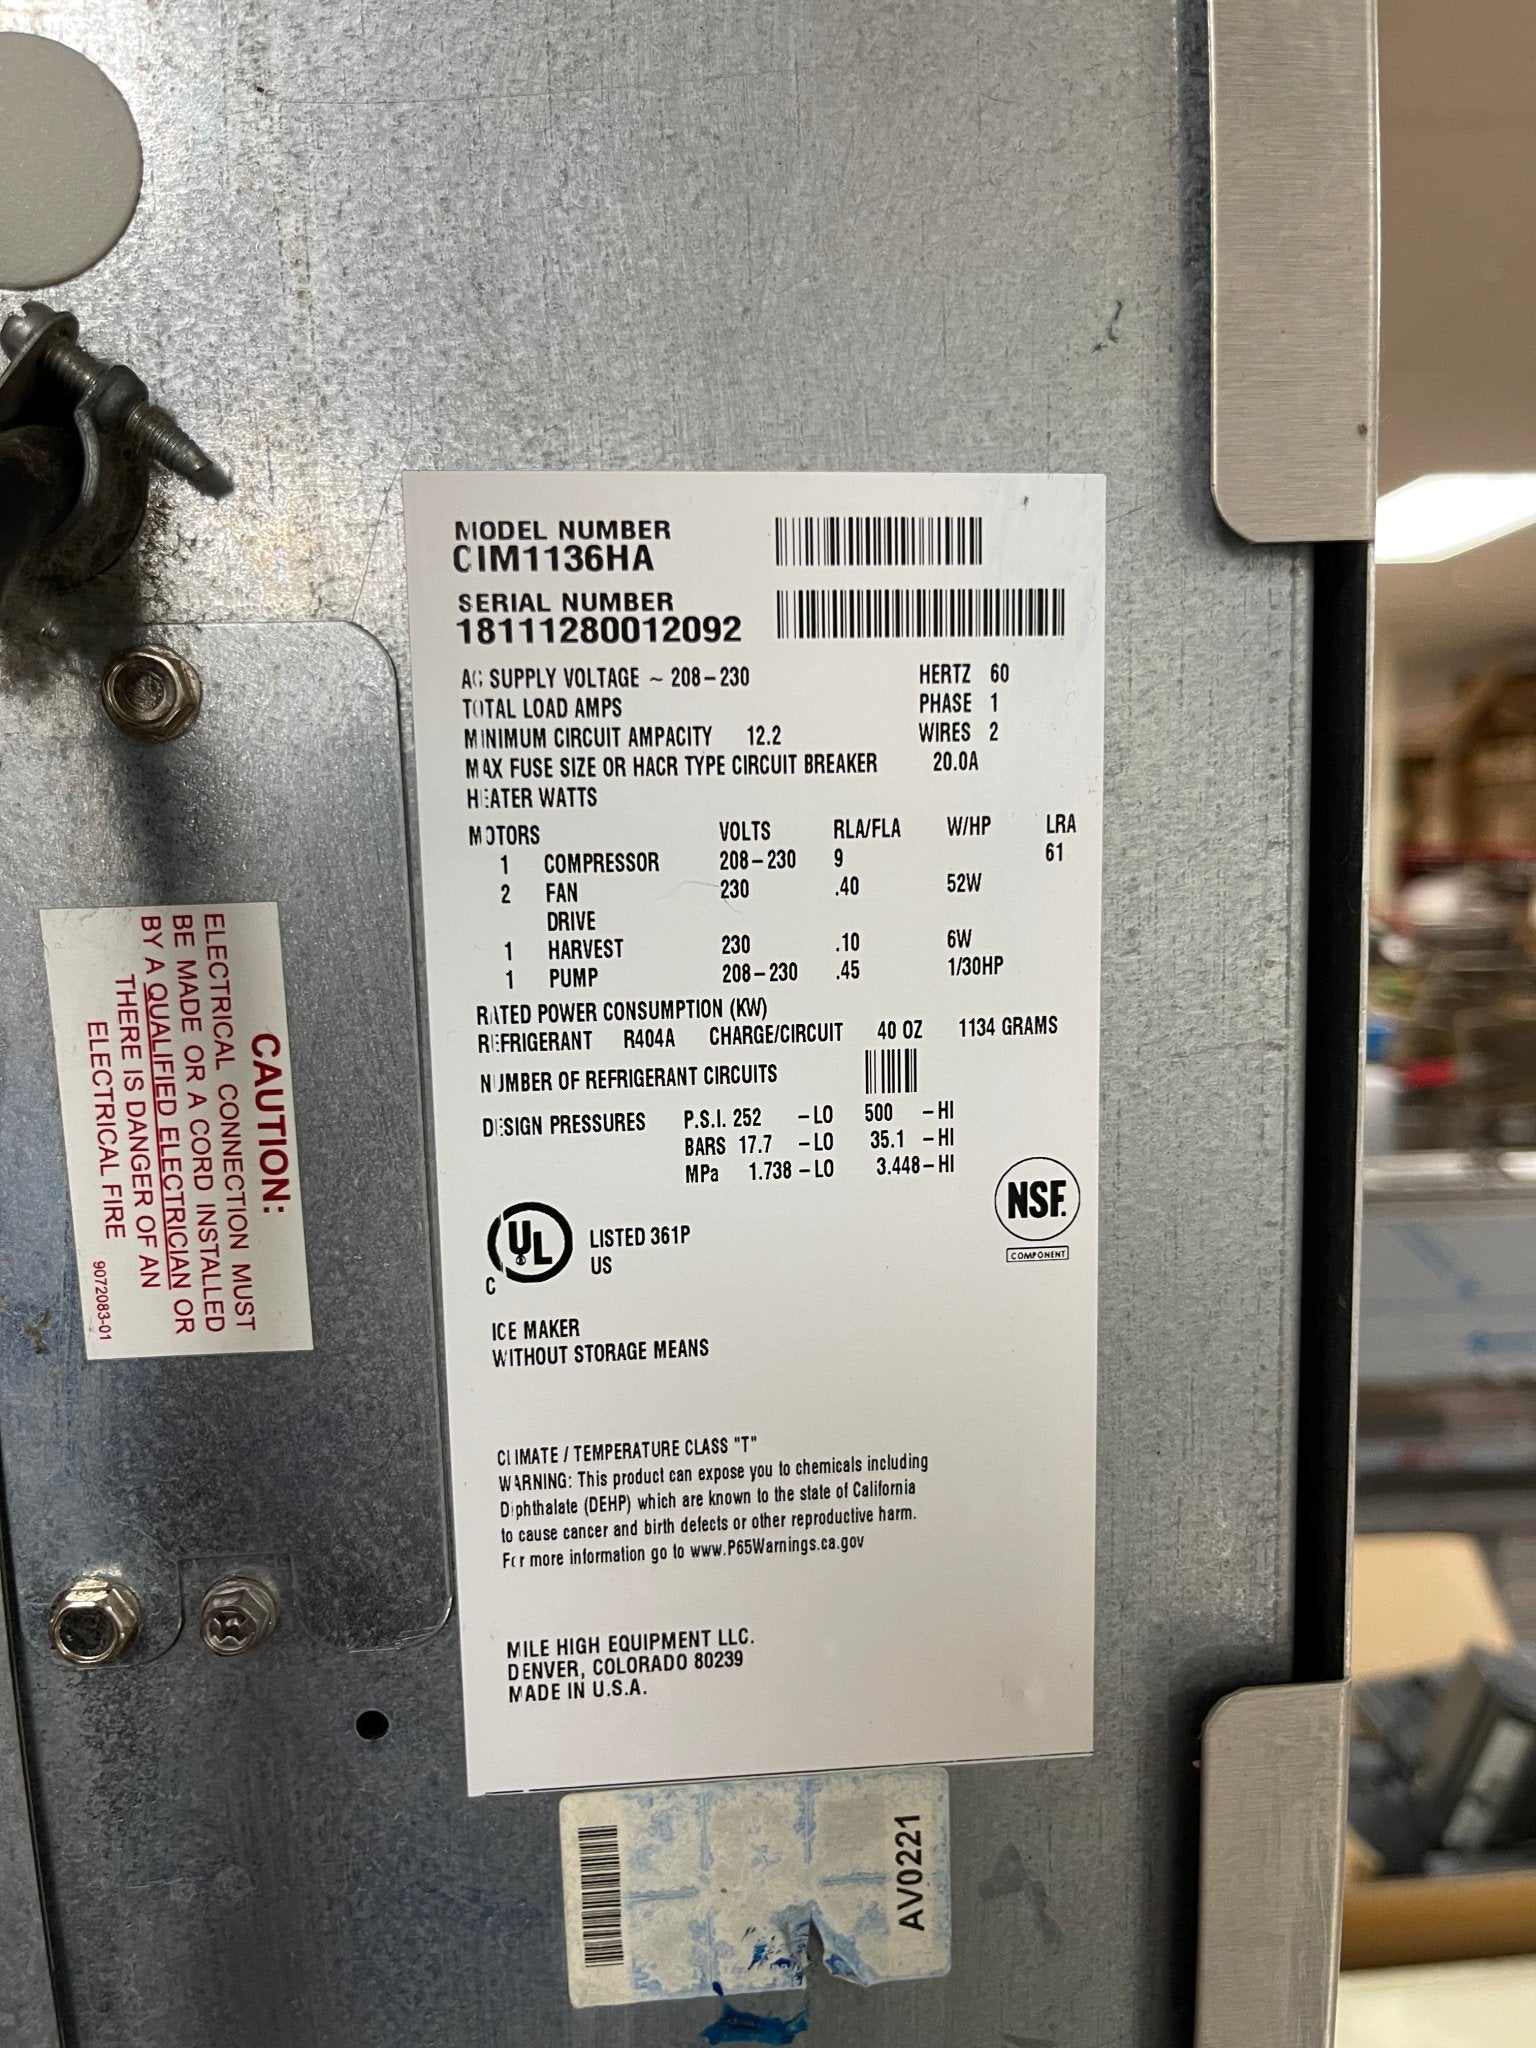 MODEL NUMBER
CIM1136HA
SERIAL NUMBER
18111280012092
AC SUPPLY VOLTAGE ~ 208-230 HERTZ 60
TOTAL LOAD AMPS PHASE 1
MINIMUM CIRCUIT AMPACITY 12.2 WIRES 2
MAX FUSE SIZE OR HACR TYPE CIRCUIT BREAKER 20.0A
HEATER WATTS
MOTORS VOLTS RLA/FLA W/HP LRA
1 COMPRESSOR 208-230 9 61
2 FAN 230 .40 52W
DRIVE
1 HARVEST 230 .10 6W
1 PUMP 208-230 .45 1/30HP
RATED POWER CONSUMPTION (KW)
REFRIGERANT R404A CHARGE/CIRCUIT 40 OZ 1134 GRAMS
NUMBER OF REFRIGERANT CIRCUITS
DESIGN PRESSURES P.S.I. 252 -LO 500 -HI
BARS 17.7 -LO 35.1 -HI
MPa 1.738 -LO 3.448-HI
C UL US LISTED 361P
NSF.
COMPONENT
ICE MAKER
WITHOUT STORAGE MEANS
CLIMATE / TEMPERATURE CLASS "T"
WARNING: This product can expose you to chemicals including
Diphthalate (DEHP) which are known to the state of California
to cause cancer and birth defects or other reproductive harm.
For more information go to www.P65Warnings.ca.gov
MILE HIGH EQUIPMENT LLC.
DENVER, COLORADO 80239
MADE IN U.S.A.
CAUTION:
ELECTRICAL CONNECTION MUST
BE MADE OR A CORD INSTALLED
BY A QUALIFIED ELECTRICIAN OR
THERE IS DANGER OF AN
ELECTRICAL FIRE
9072083-01
AV0221